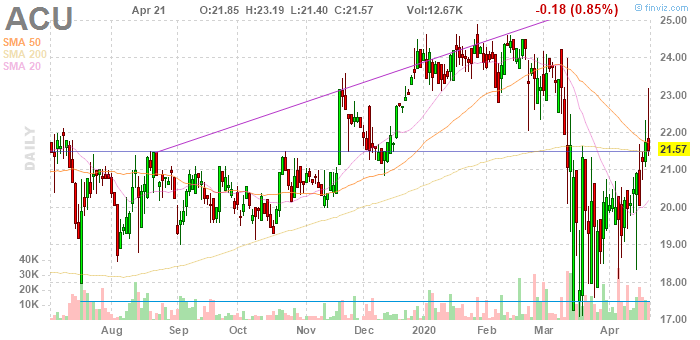 ACU Apr 21 O:21.85 H:23.19 L:21.40 C:21.57 Vol:12.67K -0.18 (0.85%) © finviz.com
SMA 50
SMA 200
SMA 20
DAILY
25.00
24.00
23.00
22.00
21.57
21.00
20.00
19.00
18.00
17.00
40K
30K
20K
10K
Aug Sep Oct Nov Dec 2020 Feb Mar Apr